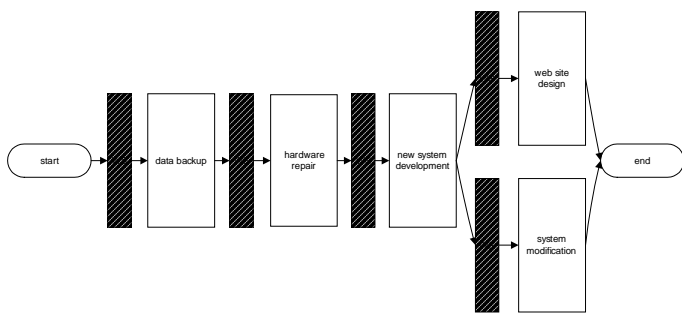 start
data backup
hardware
repair
new system
development
web site
design
system
modification
end